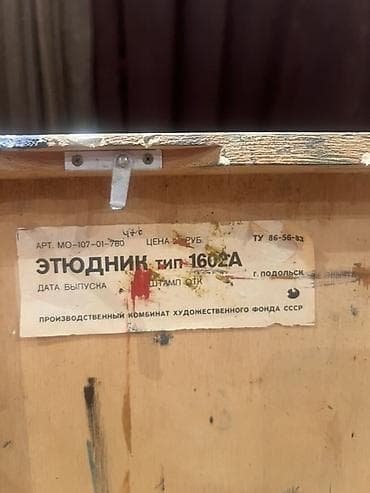 АРТ. МО-107-01-780 ЦЕНА РУБ. ТУ 86-56-83
ЭТЮДНИК ТИП 1602А
г. ПОДОЛЬСК
ДАТА ВЫПУСКА ШТАМП ОТК
ПРОИЗВОДСТВЕННЫЙ КОМБИНАТ ХУДОЖЕСТВЕННОГО ФОНДА СССР